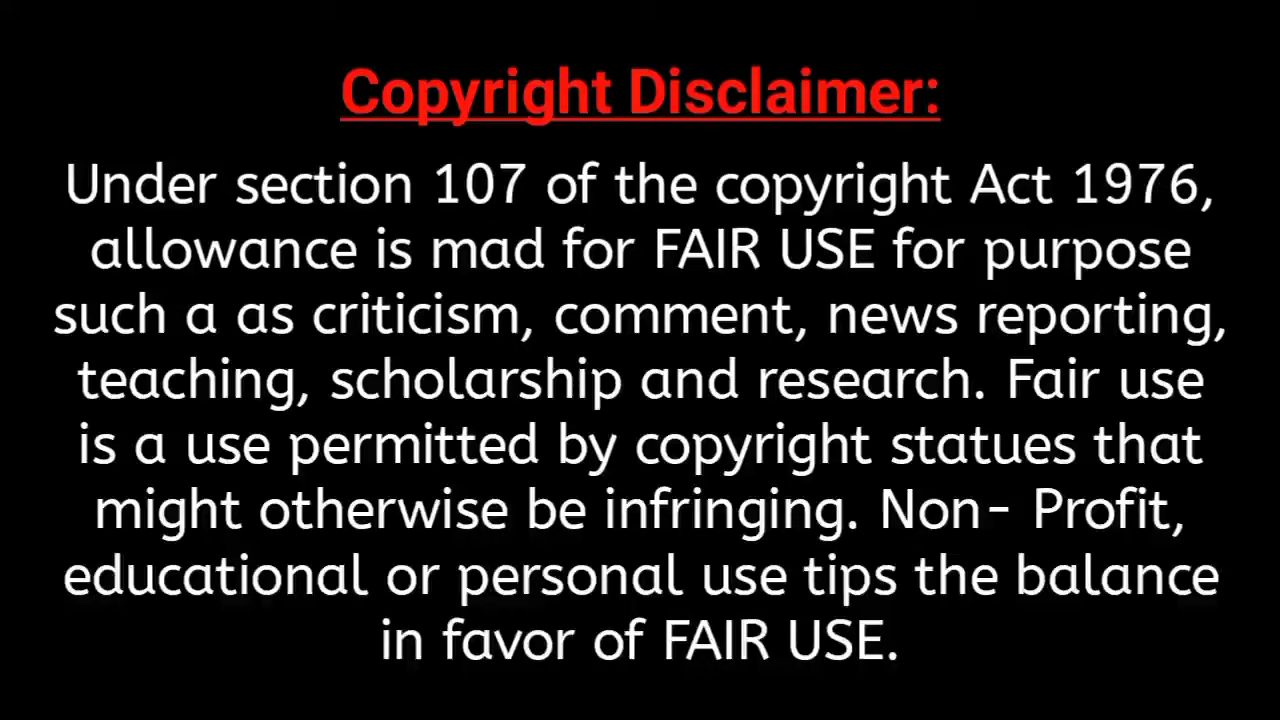 Copyright Disclaimer:
Under section 107 of the copyright Act 1976,
allowance is mad for FAIR USE for purpose
such a as criticism, comment, news reporting,
teaching, scholarship and research. Fair use
is a use permitted by copyright statues that
might otherwise be infringing. Non- Profit,
educational or personal use tips the balance
in favor of FAIR USE.